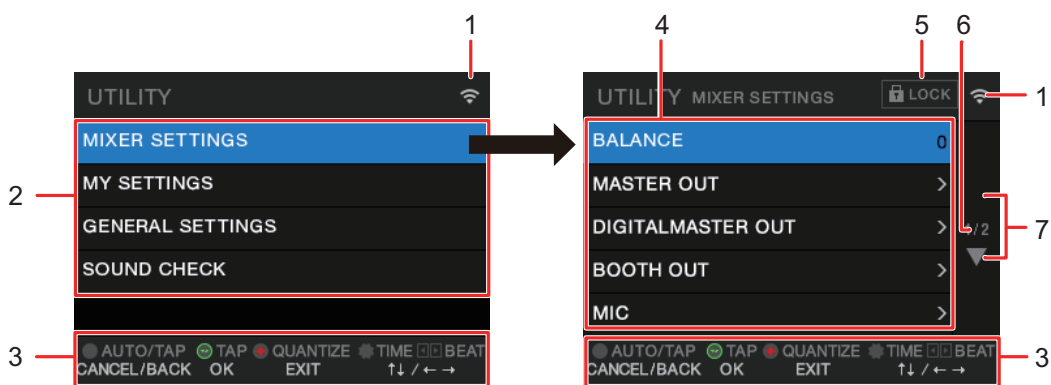 1 4 5 6
UTILITY
MIXER SETTINGS
MY SETTINGS
GENERAL SETTINGS
SOUND CHECK
2
3
AUTO/TAP TAP QUANTIZE TIME BEAT
CANCEL/BACK OK EXIT ↑↓ / ← →
UTILITY MIXER SETTINGS LOCK
1
BALANCE 0
MASTER OUT >
DIGITALMASTER OUT >
BOOTH OUT >
MIC >
/2
7
AUTO/TAP TAP QUANTIZE TIME BEAT
CANCEL/BACK OK EXIT ↑↓ / ← →
3